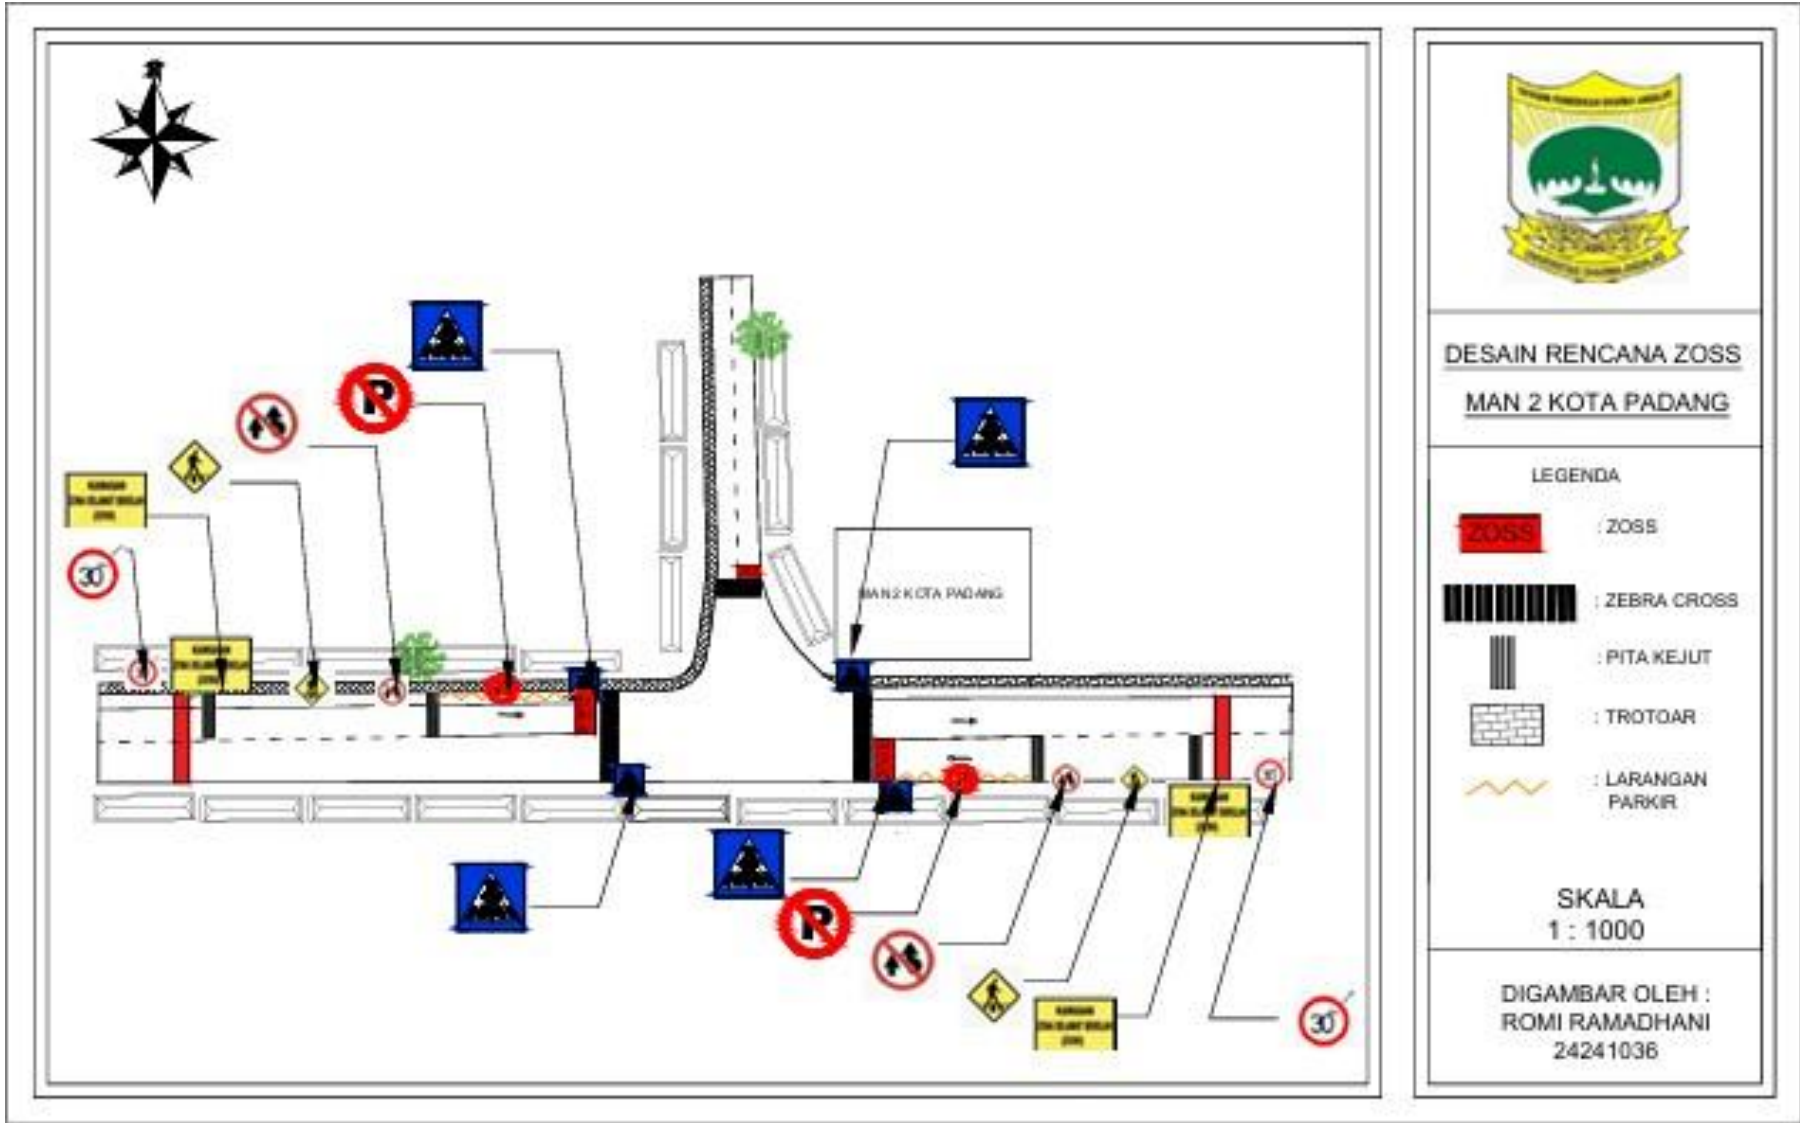 30
P
P
30
MAN 2 KOTA PADANG
DESAIN RENCANA ZOSS
MAN 2 KOTA PADANG
LEGENDA
ZOSS : ZOSS
: ZEBRA CROSS
: PITA KEJUT
: TROTOAR
: LARANGAN
PARKIR
SKALA
1 : 1000
DIGAMBAR OLEH :
ROMI RAMADHANI
24241036